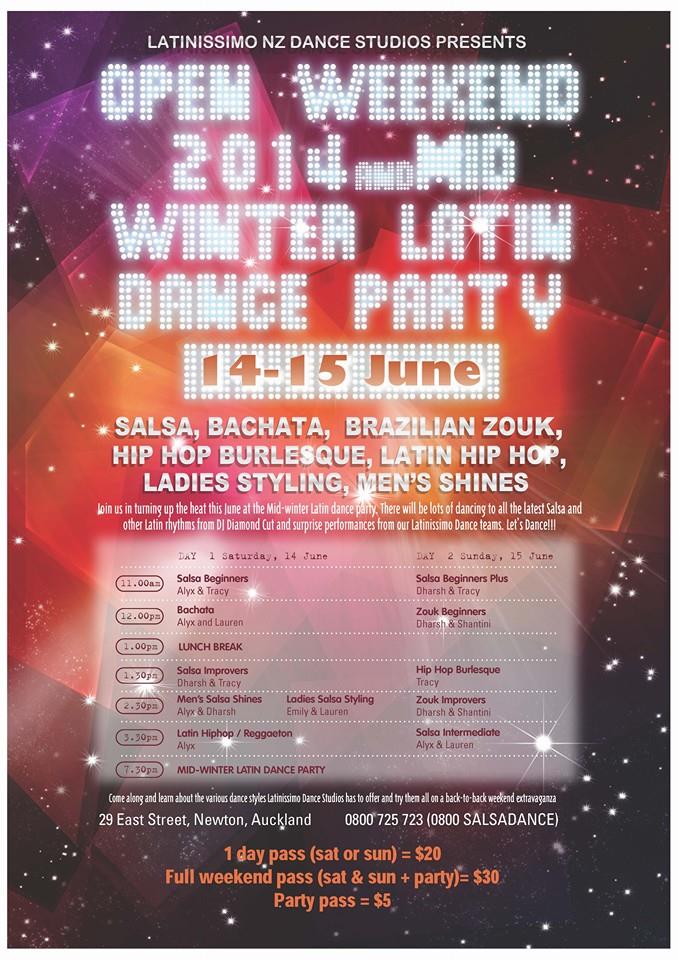 LATINISSIMO NZ DANCE STUDIOS PRESENTS
OPEN WEEKEND
2014 AND MID
WINTER LATIN
DANCE PARTY
14-15 June
SALSA, BACHATA, BRAZILIAN ZOUK,
HIP HOP BURLESQUE, LATIN HIP HOP,
LADIES STYLING, MEN'S SHINES
Join us in turning up the heat this June at the Mid-winter Latin dance party. There will be lots of dancing to all the latest Salsa and
other Latin rhythms from DJ Diamond Cut and surprise performances from our Latinissimo Dance teams. Let's Dance!!!
DAY 1 Saturday, 14 June DAY 2 Sunday, 15 June
11.00am Salsa Beginners Salsa Beginners Plus
Alyx & Tracy Dharsh & Tracy
12.00pm Bachata Zouk Beginners
Alyx and Lauren Dharsh & Shantini
1.00pm LUNCH BREAK
1.30pm Salsa Improvers Hip Hop Burlesque
Dharsh & Tracy Tracy
2.30pm Men's Salsa Shines Ladies Salsa Styling Zouk Improvers
Alyx & Dharsh Emily & Lauren Dharsh & Shantini
3.30pm Latin Hiphop / Reggaeton Salsa Intermediate
Alyx Alyx & Lauren
7.30pm MID-WINTER LATIN DANCE PARTY
Come along and learn about the various dance styles Latinissimo Dance Studios has to offer and try them all on a back-to-back weekend extravaganza
29 East Street, Newton, Auckland 0800 725 723 (0800 SALSADANCE)
1 day pass (sat or sun) = $20
Full weekend pass (sat & sun + party)= $30
Party pass = $5